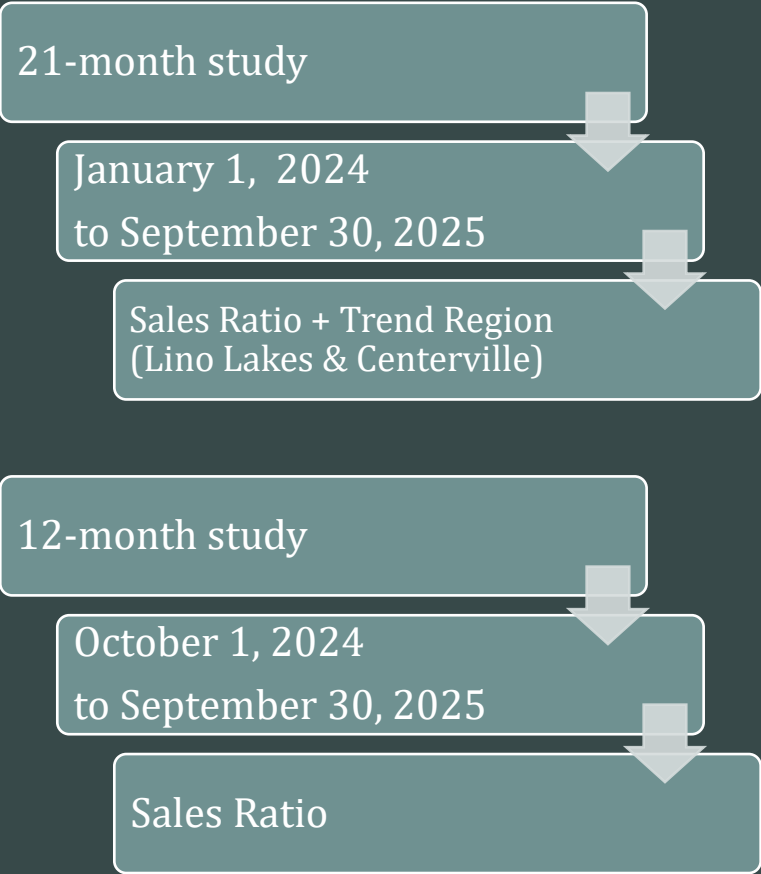 21-month study
January 1,  2024
to September 30, 2025
Sales Ratio + Trend Region
(Lino Lakes & Centerville)
12-month study
October 1, 2024
to September 30, 2025
Sales Ratio